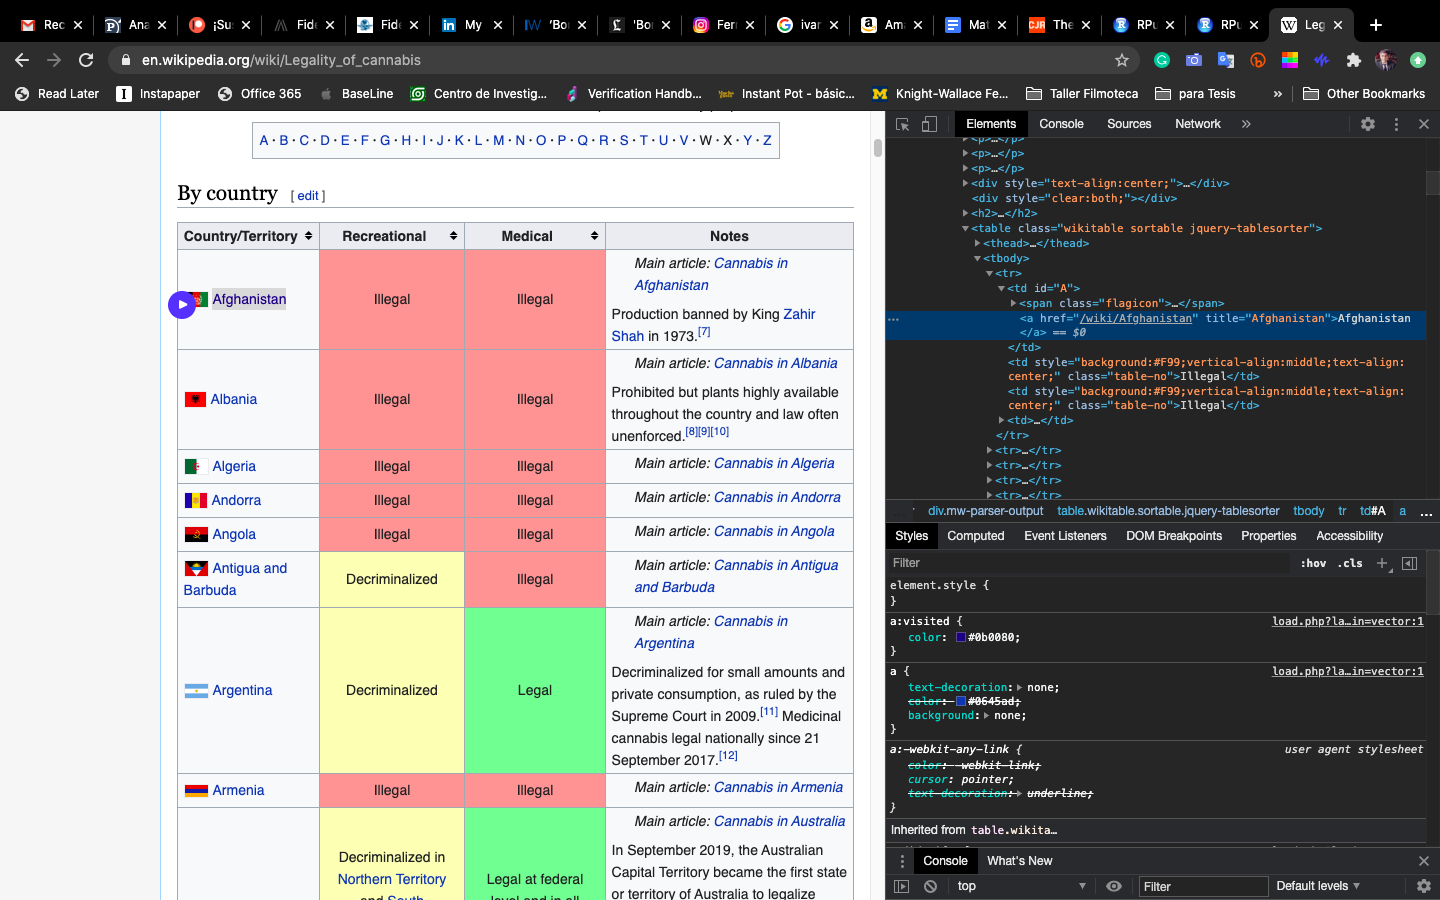 Rec
Ana
¡Su
Fide
Fide
My
'Bo
'Bor
Ferr
ivar
Ama
Mat
The
RPu
RPu
Leg
en.wikipedia.org/wiki/Legality_of_cannabis
Read Later
Instapaper
Office 365
BaseLine
Centro de Investig...
Verification Handb...
Instant Pot - básic...
Knight-Wallace Fe...
Taller Filmoteca
para Tesis
»
Other Bookmarks
A · B · C · D · E · F · G · H · I · J · K · L · M · N · O · P · Q · R · S · T · U · V · W · X · Y · Z
By country [ edit ]
Country/Territory Recreational Medical Notes
Afghanistan Illegal Illegal
Main article: Cannabis in
Afghanistan
Production banned by King Zahir
Shah in 1973.[7]
Albania Illegal Illegal
Main article: Cannabis in Albania
Prohibited but plants highly available
throughout the country and law often
unenforced.[8][9][10]
Algeria Illegal Illegal Main article: Cannabis in Algeria
Andorra Illegal Illegal Main article: Cannabis in Andorra
Angola Illegal Illegal Main article: Cannabis in Angola
Antigua and
Barbuda
Decriminalized Illegal
Main article: Cannabis in Antigua
and Barbuda
Argentina Decriminalized Legal
Main article: Cannabis in
Argentina
Decriminalized for small amounts and
private consumption, as ruled by the
Supreme Court in 2009.[11] Medicinal
cannabis legal nationally since 21
September 2017.[12]
Armenia Illegal Illegal Main article: Cannabis in Armenia
Decriminalized in
Northern Territory
and South
Legal at federal
level and in all
Main article: Cannabis in Australia
In September 2019, the Australian
Capital Territory became the first state
or territory of Australia to legalize
Elements Console Sources Network »
<p>…</p>
<p>…</p>
<p>…</p>
<div style="text-align:center;">…</div>
<div style="clear:both;"></div>
<h2>…</h2>
<table class="wikitable sortable jquery-tablesorter">
<thead>…</thead>
<tbody>
<tr>
<td id="A">
<span class="flagicon">…</span>
<a href="/wiki/Afghanistan" title="Afghanistan">Afghanistan
</a> == $0
</td>
<td style="background:#F99;vertical-align:middle;text-align:
center;" class="table-no">Illegal</td>
<td style="background:#F99;vertical-align:middle;text-align:
center;" class="table-no">Illegal</td>
<td>…</td>
</tr>
<tr>…</tr>
<tr>…</tr>
<tr>…</tr>
<tr>…</tr>
div.mw-parser-output table.wikitable.sortable.jquery-tablesorter tbody tr td#A a ...
Styles Computed Event Listeners DOM Breakpoints Properties Accessibility
Filter :hov .cls +
element.style {
}
a:visited { load.php?la…in=vector:1
color: #0b0080;
}
a { load.php?la…in=vector:1
text-decoration: none;
color: #0645ad;
background: none;
}
a:-webkit-any-link { user agent stylesheet
color: -webkit-link;
cursor: pointer;
text-decoration: underline;
}
Inherited from table.wikita…
Console What's New
top Filter Default levels